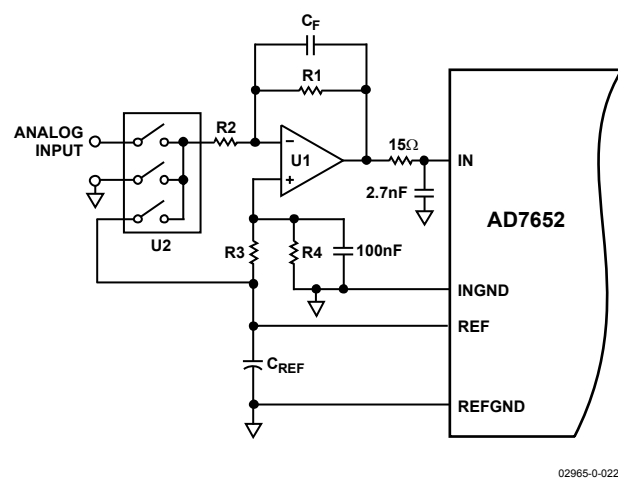 CF
R1
ANALOG
INPUT
R2
U1
15Ω
IN
2.7nF
AD7652
U2
R3
R4
100nF
INGND
REF
CREF
REFGND
02965-0-022